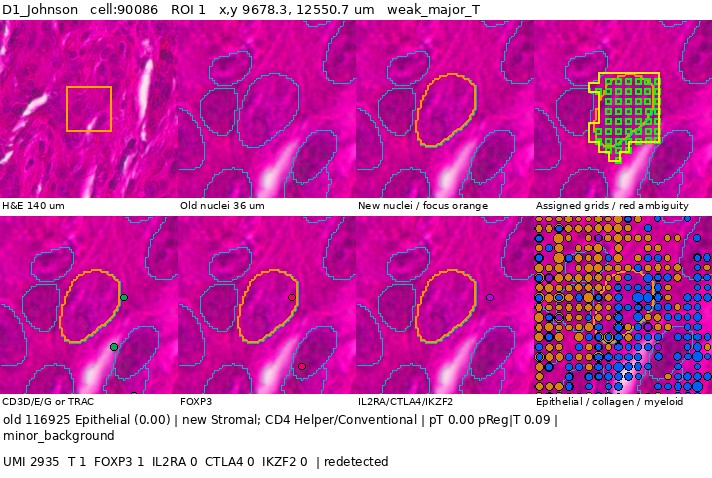 D1_Johnson cell:90086 ROI 1 x,y 9678.3, 12550.7 um weak_major_T
H&E 140 um
Old nuclei 36 um
New nuclei / focus orange
Assigned grids / red ambiguity
CD3D/E/G or TRAC
FOXP3
IL2RA/CTLA4/IKZF2
Epithelial / collagen / myeloid
old 116925 Epithelial (0.00) | new Stromal; CD4 Helper/Conventional | pT 0.00 pReg|T 0.09 |
minor_background
UMI 2935 T 1 FOXP3 1 IL2RA 0 CTLA4 0 IKZF2 0 | redetected